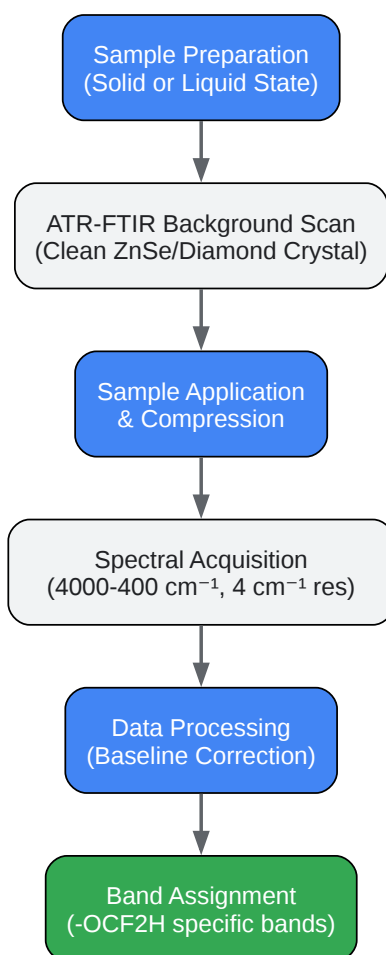 Sample Preparation
(Solid or Liquid State)
ATR-FTIR Background Scan
(Clean ZnSe/Diamond Crystal)
Sample Application
& Compression
Spectral Acquisition
(4000-400 cm⁻¹, 4 cm⁻¹ res)
Data Processing
(Baseline Correction)
Band Assignment
(-OCF2H specific bands)